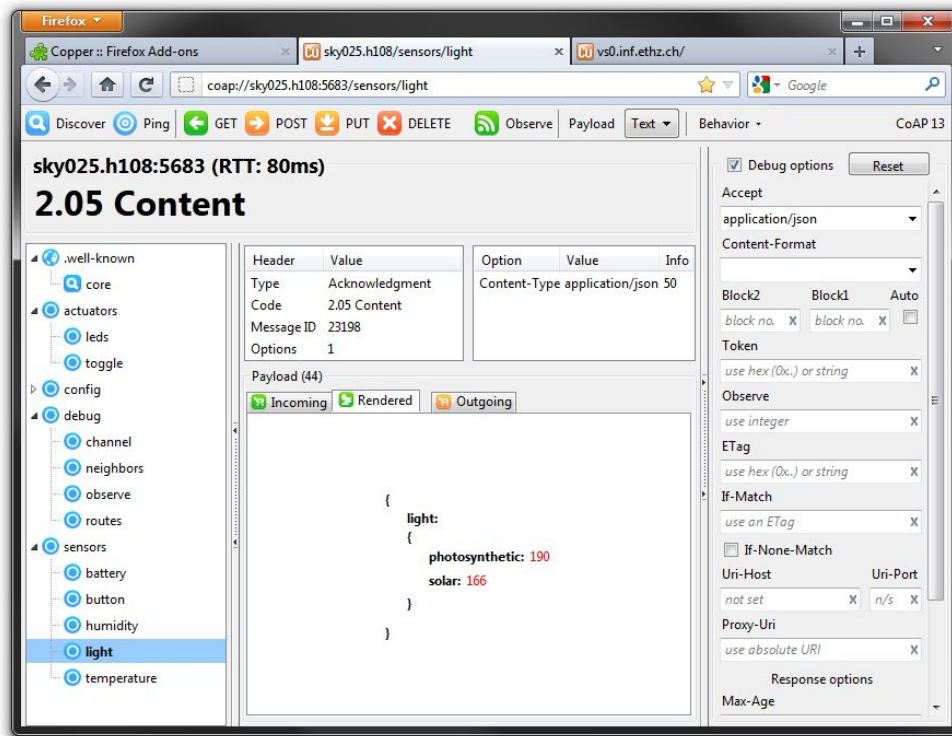 Firefox
Copper :: Firefox Add-ons
sky025.h108/sensors/light
vs0.inf.ethz.ch/
coap://sky025.h108:5683/sensors/light
Google
Discover Ping GET POST PUT DELETE Observe Payload Text Behavior CoAP 13
sky025.h108:5683 (RTT: 80ms)
2.05 Content
.well-known
core
actuators
leds
toggle
config
debug
channel
neighbors
observe
routes
sensors
battery
button
humidity
light
temperature
Header Value
Type Acknowledgment
Code 2.05 Content
Message ID 23198
Options 1
Option Value Info
Content-Type application/json 50
Payload (44)
Incoming Rendered Outgoing
{
light:
{
photosynthetic: 190
solar: 166
}
}
Debug options Reset
Accept
application/json
Content-Format
Block2 Block1 Auto
block no. x block no. x
Token
use hex (0x..) or string x
Observe
use integer x
ETag
use hex (0x..) or string x
If-Match
use an ETag x
If-None-Match
Uri-Host Uri-Port
not set x n/s x
Proxy-Uri
use absolute URI x
Response options
Max-Age